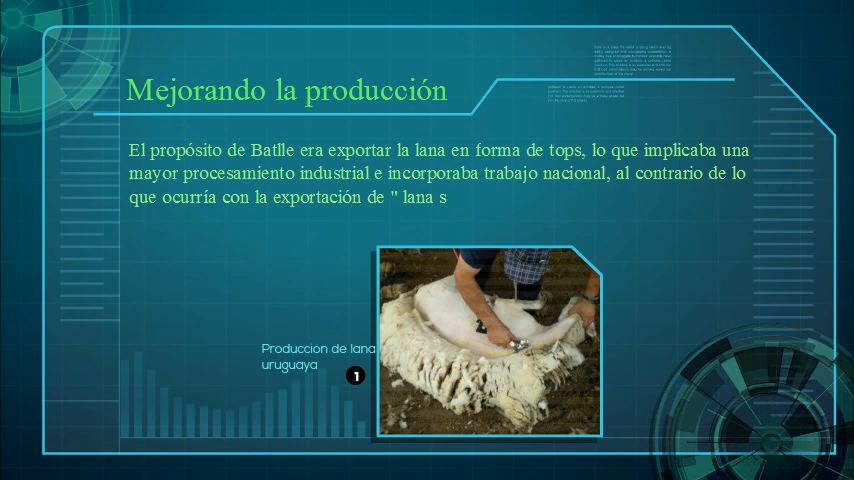 Mejorando la producción
El propósito de Batlle era exportar la lana en forma de tops, lo que implicaba una
mayor procesamiento industrial e incorporaba trabajo nacional, al contrario de lo
que ocurría con la exportación de " lana s
Producción de lana
uruguaya
1